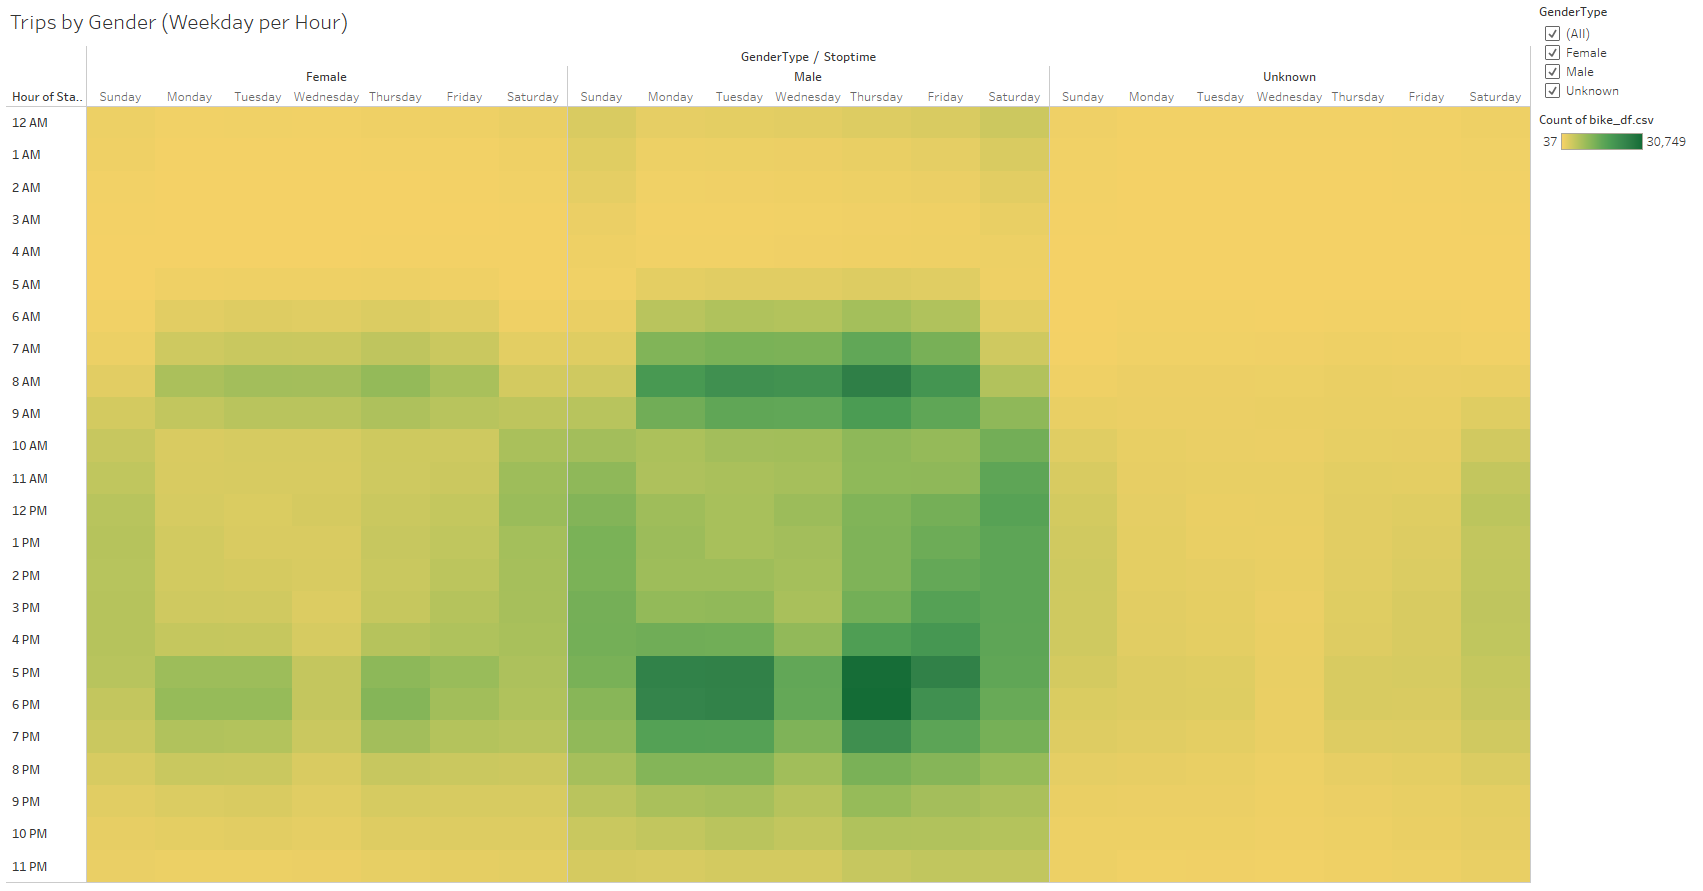 Trips by Gender (Weekday per Hour)
GenderType / Stoptime
Female Male Unknown
Hour of Sta.. Sunday Monday Tuesday Wednesday Thursday Friday Saturday Sunday Monday Tuesday Wednesday Thursday Friday Saturday Sunday Monday Tuesday Wednesday Thursday Friday Saturday
12 AM
1 AM
2 AM
3 AM
4 AM
5 AM
6 AM
7 AM
8 AM
9 AM
10 AM
11 AM
12 PM
1 PM
2 PM
3 PM
4 PM
5 PM
6 PM
7 PM
8 PM
9 PM
10 PM
11 PM
GenderType
(All)
Female
Male
Unknown
Count of bike_df.csv
37 30,749